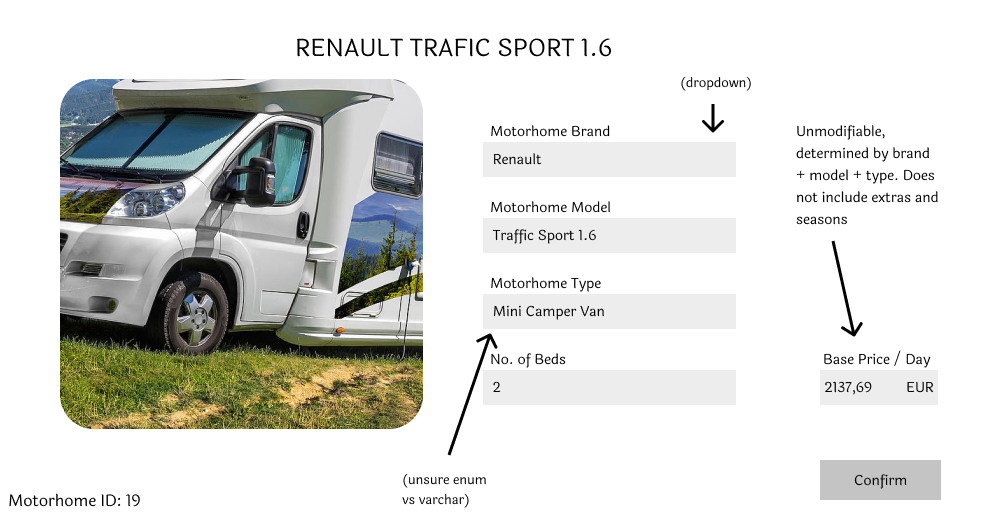 RENAULT TRAFIC SPORT 1.6
(dropdown)
Motorhome Brand
Renault
Motorhome Model
Traffic Sport 1.6
Motorhome Type
Mini Camper Van
No. of Beds
2
(unsure enum
vs varchar)
Unmodifiable,
determined by brand
+ model + type. Does
not include extras and
seasons
Base Price / Day
2137,69 EUR
Confirm
Motorhome ID: 19